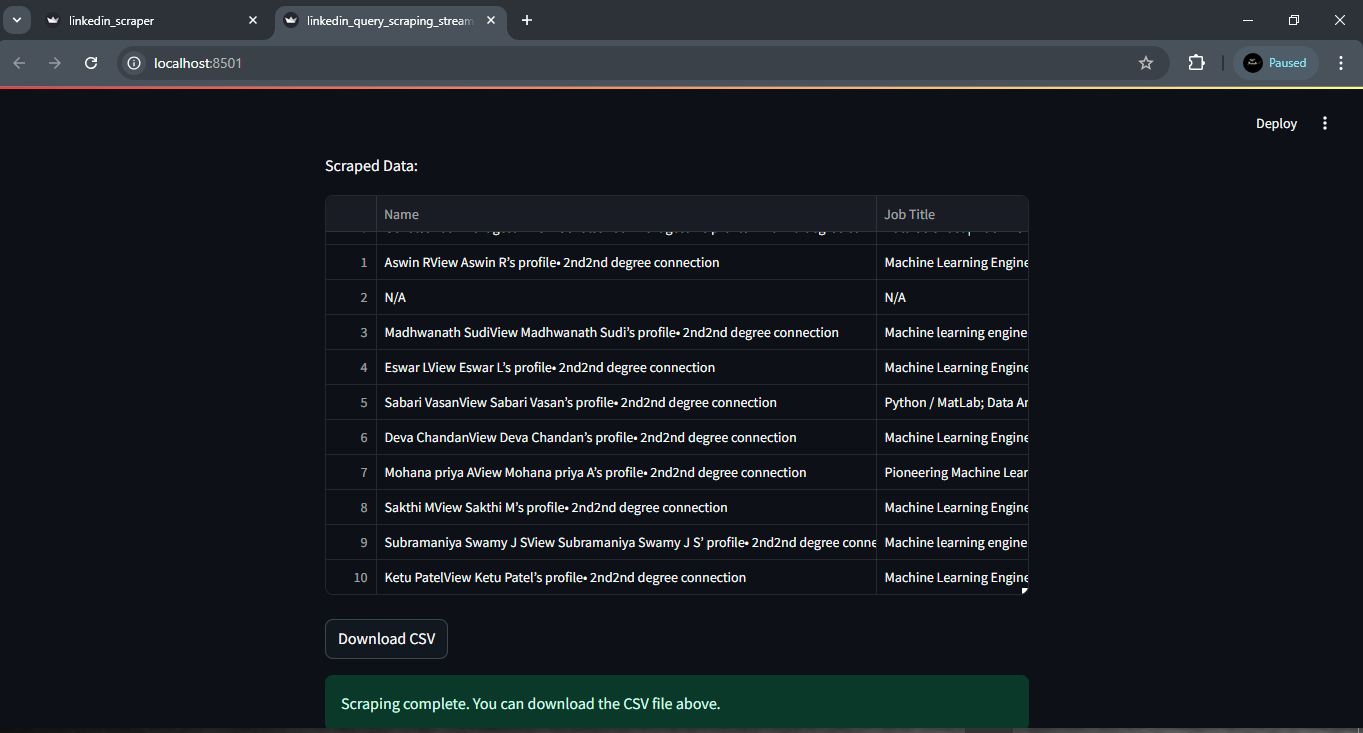 linkedin_scraper
linkedin_query_scraping_stream
localhost:8501
Paused
Deploy
Scraped Data:
Name Job Title
1 Aswin RView Aswin R’s profile• 2nd2nd degree connection Machine Learning Engine
2 N/A N/A
3 Madhwanath SudiView Madhwanath Sudi’s profile• 2nd2nd degree connection Machine learning engine
4 Eswar LView Eswar L’s profile• 2nd2nd degree connection Machine Learning Engine
5 Sabari VasanView Sabari Vasan’s profile• 2nd2nd degree connection Python / MatLab; Data Ar
6 Deva ChandanView Deva Chandan’s profile• 2nd2nd degree connection Machine Learning Engine
7 Mohana priya AView Mohana priya A’s profile• 2nd2nd degree connection Pioneering Machine Lear
8 Sakthi MView Sakthi M’s profile• 2nd2nd degree connection Machine Learning Engine
9 Subramaniya Swamy J SView Subramaniya Swamy J S’ profile• 2nd2nd degree conne Machine learning engine
10 Ketu PatelView Ketu Patel’s profile• 2nd2nd degree connection Machine Learning Engine
Download CSV
Scraping complete. You can download the CSV file above.